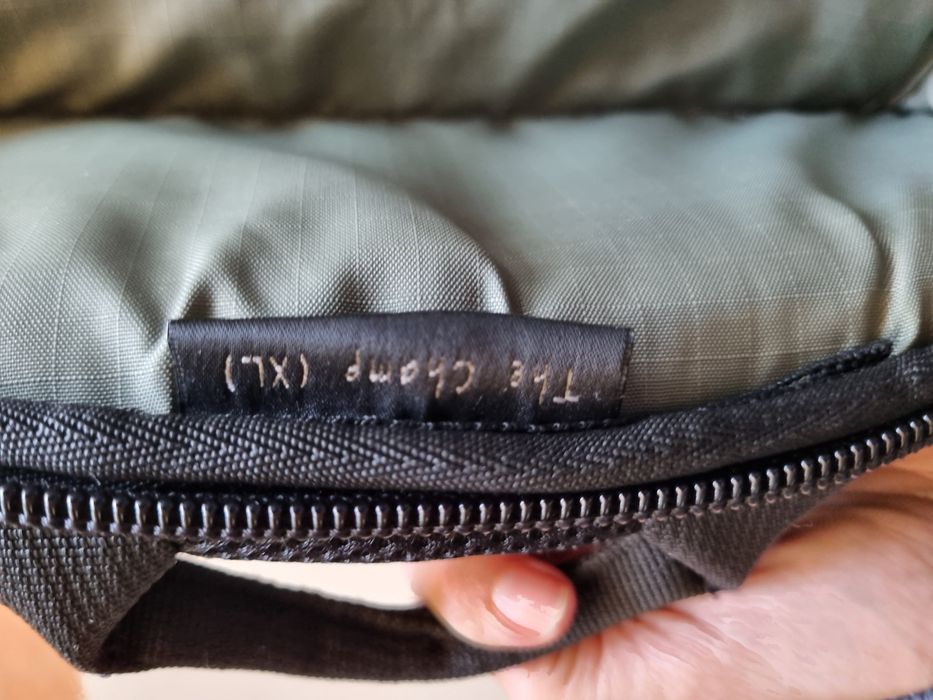 The Champ (XL)